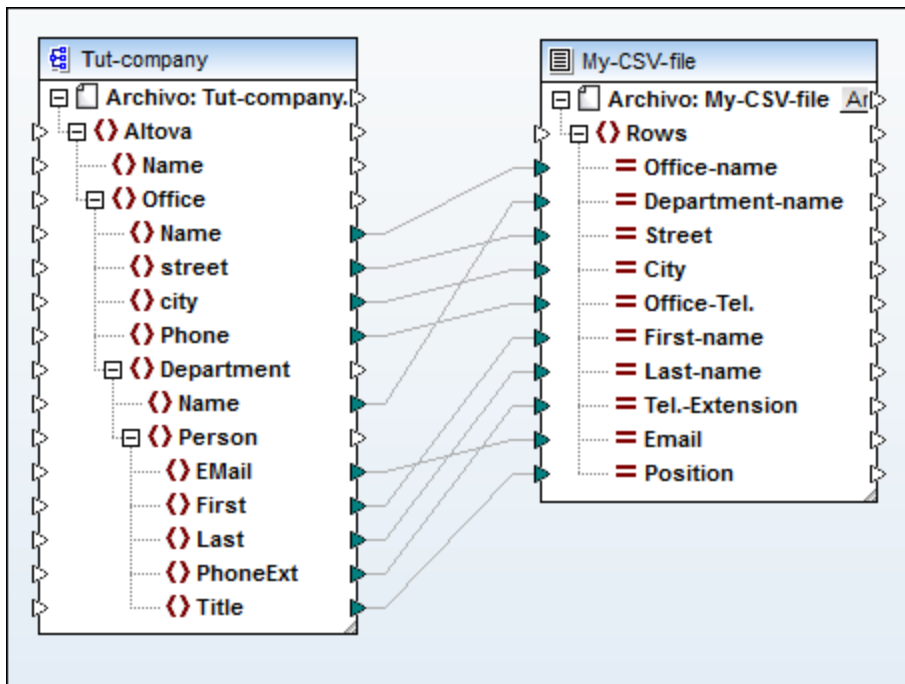 Tut-company
Archivo: Tut-company.
Altova
Name
Office
Name
street
city
Phone
Department
Name
Person
EMail
First
Last
PhoneExt
Title
My-CSV-file
Archivo: My-CSV-file Ar
Rows
Office-name
Department-name
Street
City
Office-Tel.
First-name
Last-name
Tel.-Extension
Email
Position